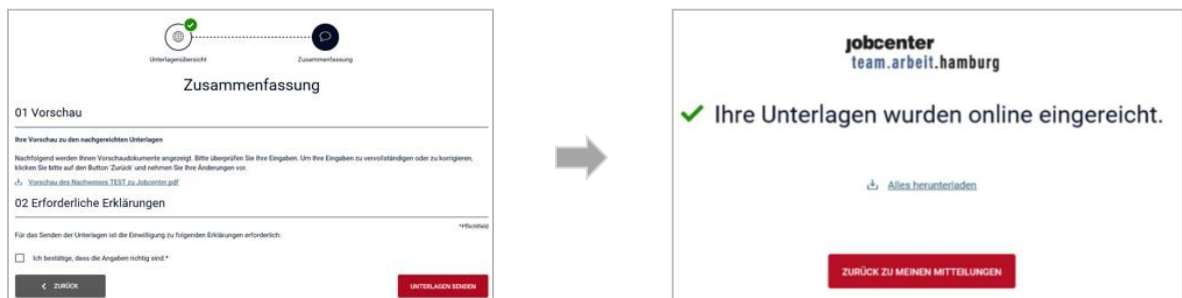 Unterlagenübersicht
Zusammenfassung
Zusammenfassung
01 Vorschau
Ihre Vorschau zu den nachgereichten Unterlagen
Nachfolgend werden Ihnen Vorschaudokumente angezeigt. Bitte überprüfen Sie Ihre Eingaben. Um Ihre Eingaben zu vervollständigen oder zu korrigieren,
klicken Sie bitte auf den Button 'Zurück' und nehmen Sie Ihre Änderungen vor.
Vorschau des Nachweises TEST zu Jobcenter.pdf
02 Erforderliche Erklärungen
*Pflichtfeld
Für das Senden der Unterlagen ist die Einwilligung zu folgenden Erklärungen erforderlich:
Ich bestätige, dass die Angaben richtig sind.*
ZURÜCK
UNTERLAGEN SENDEN
jobcenter
team.arbeit.hamburg
Ihre Unterlagen wurden online eingereicht.
Alles herunterladen
ZURÜCK ZU MEINEN MITTEILUNGEN